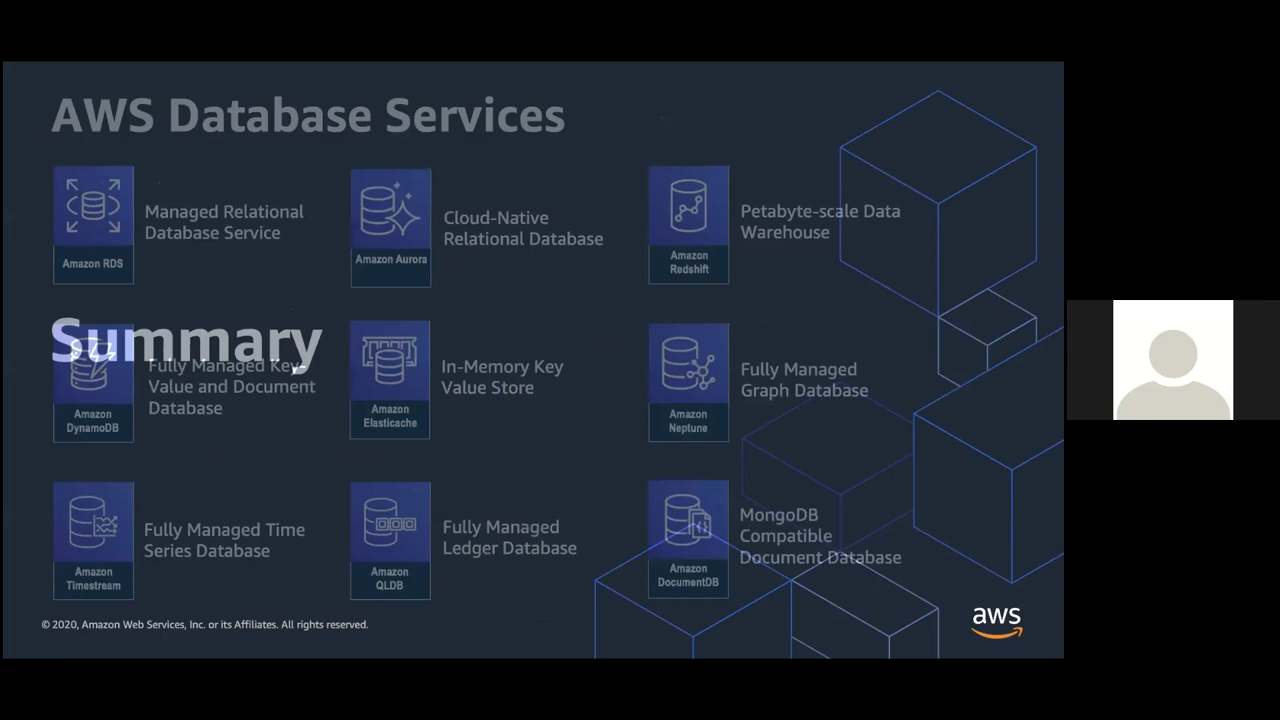 AWS Database Services
Amazon RDS
Managed Relational
Database Service
Amazon Aurora
Cloud-Native
Relational Database
Amazon
Redshift
Petabyte-scale Data
Warehouse
Summary
Amazon
DynamoDB
Fully Managed Key-
Value and Document
Database
Amazon
Elasticache
In-Memory Key
Value Store
Amazon
Neptune
Fully Managed
Graph Database
Amazon
Timestream
Fully Managed Time
Series Database
Amazon
QLDB
Fully Managed
Ledger Database
Amazon
DocumentDB
MongoDB
Compatible
Document Database
© 2020, Amazon Web Services, Inc. or its Affiliates. All rights reserved.
aws